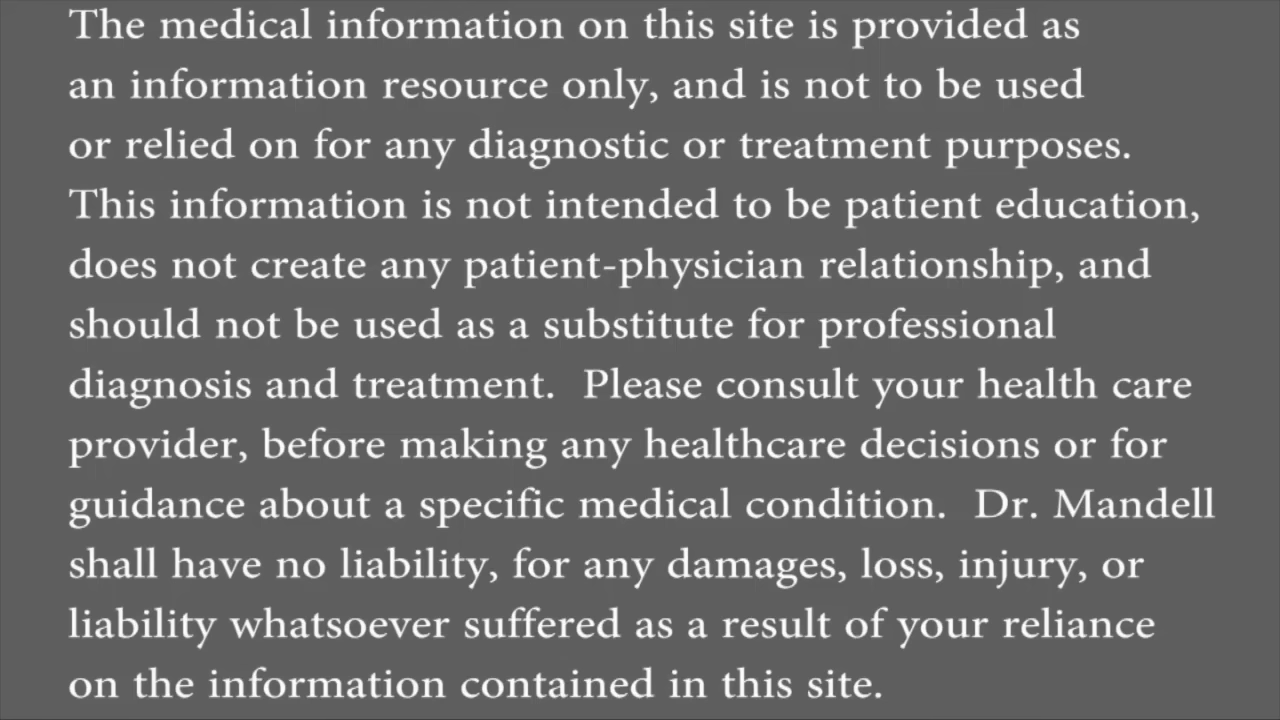 The medical information on this site is provided as
an information resource only, and is not to be used
or relied on for any diagnostic or treatment purposes.
This information is not intended to be patient education,
does not create any patient-physician relationship, and
should not be used as a substitute for professional
diagnosis and treatment.  Please consult your health care
provider, before making any healthcare decisions or for
guidance about a specific medical condition.  Dr. Mandell
shall have no liability, for any damages, loss, injury, or
liability whatsoever suffered as a result of your reliance
on the information contained in this site.